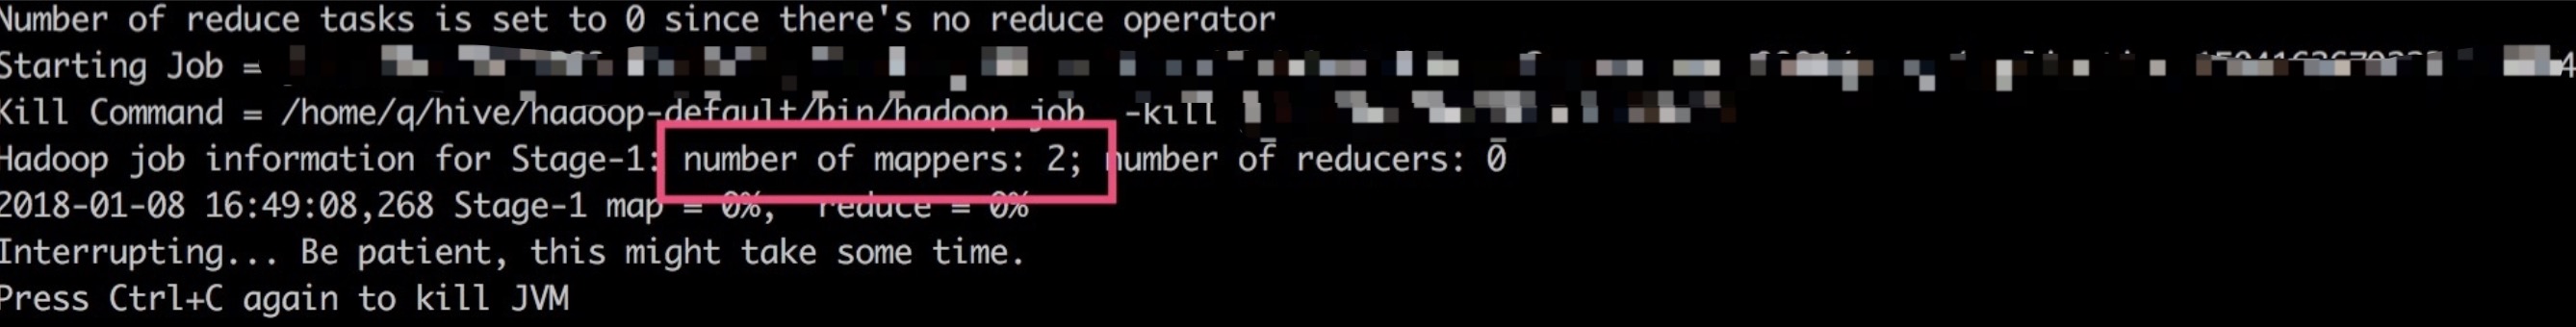 Number of reduce tasks is set to 0 since there's no reduce operator
Starting Job =
Kill Command = /home/q/hive/hadoop-default/bin/hadoop job  -kill
Hadoop job information for Stage-1: number of mappers: 2; number of reducers: 0
2018-01-08 16:49:08,268 Stage-1 map = 0%,  reduce = 0%
Interrupting... Be patient, this might take some time.
Press Ctrl+C again to kill JVM